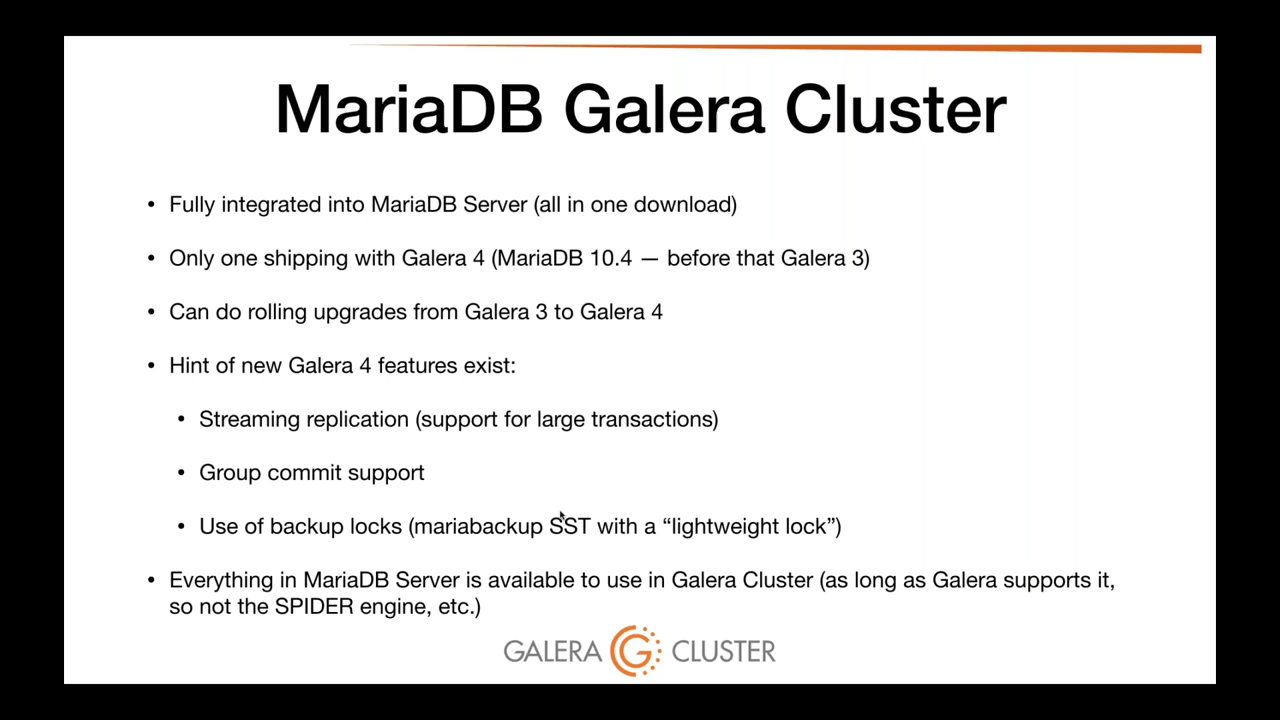 MariaDB Galera Cluster
• Fully integrated into MariaDB Server (all in one download)
• Only one shipping with Galera 4 (MariaDB 10.4 — before that Galera 3)
• Can do rolling upgrades from Galera 3 to Galera 4
• Hint of new Galera 4 features exist:
• Streaming replication (support for large transactions)
• Group commit support
• Use of backup locks (mariabackup SST with a “lightweight lock”)
• Everything in MariaDB Server is available to use in Galera Cluster (as long as Galera supports it,
so not the SPIDER engine, etc.)
GALERA CLUSTER